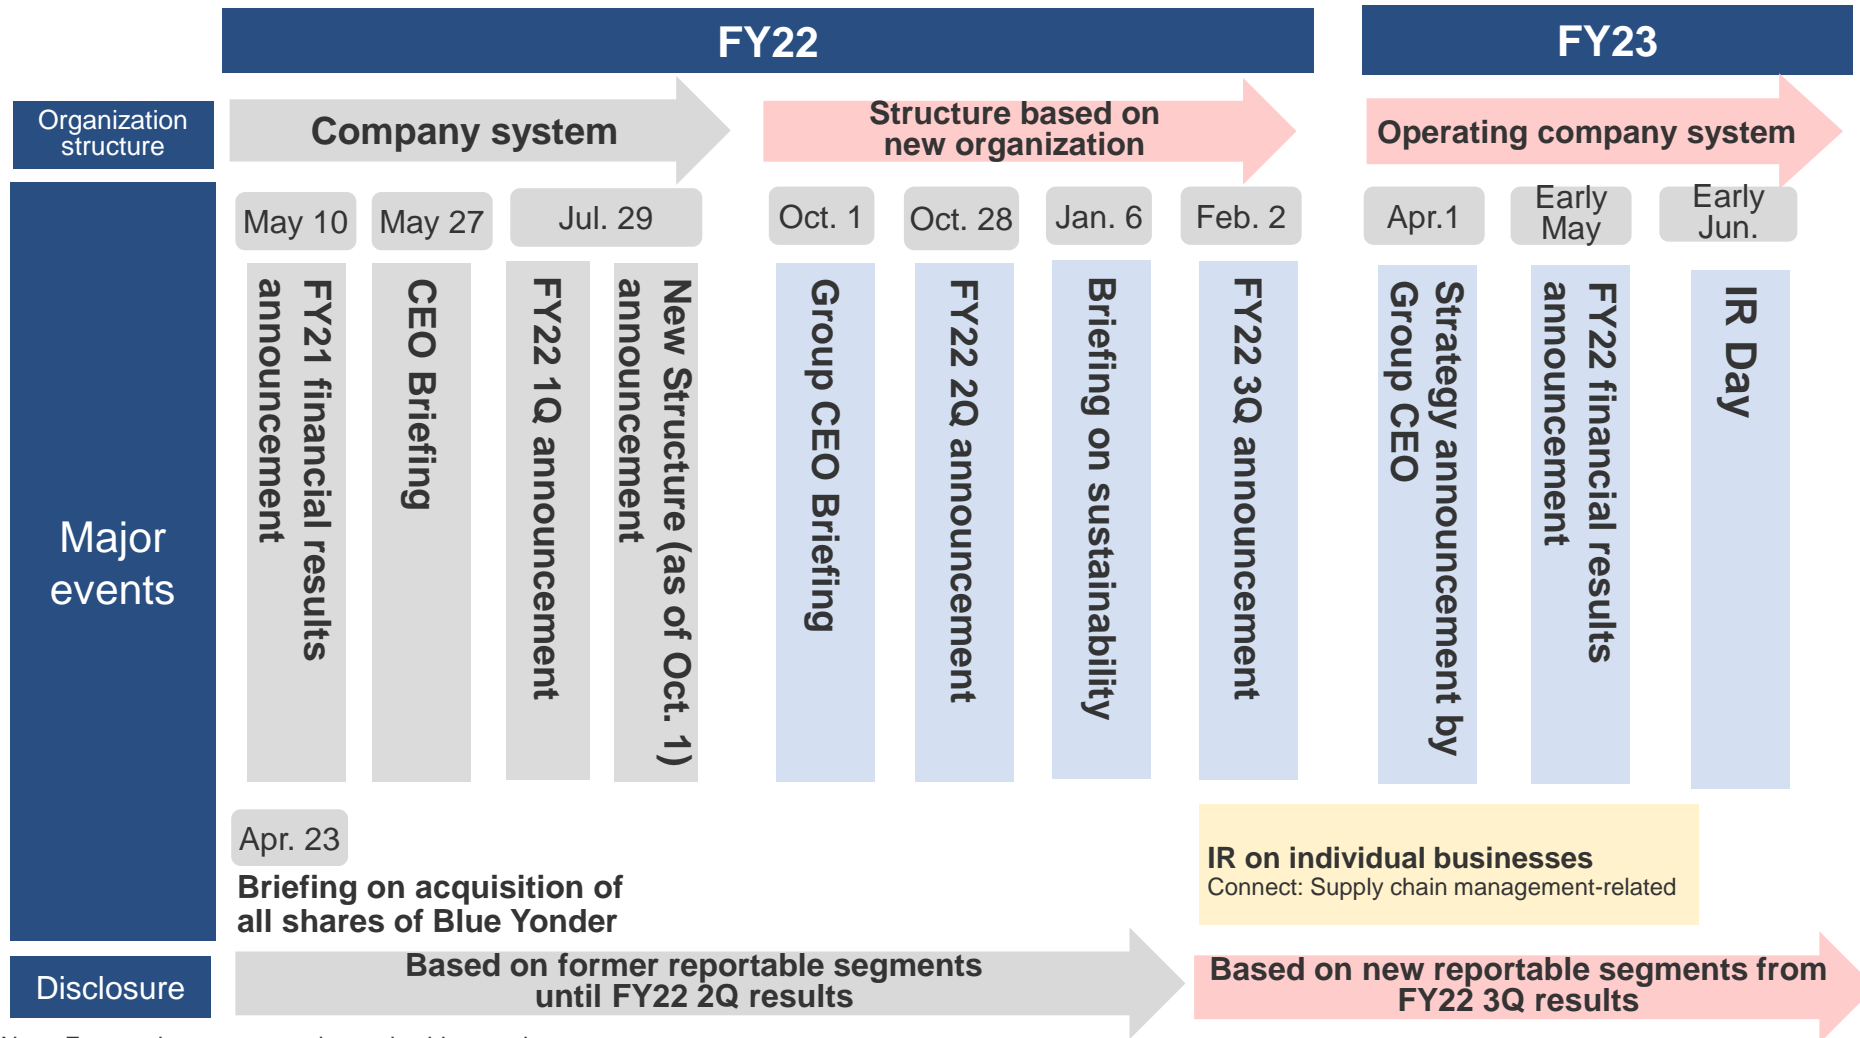 FY22
FY23
Organization
structure
Company system
Structure based on
new organization
Operating company system
Major
events
May 10
May 27
Jul. 29
Oct. 1
Oct. 28
Jan. 6
Feb. 2
Apr.1
Early
May
Early
Jun.
FY21 financial results
announcement
CEO Briefing
FY22 1Q announcement
New Structure (as of Oct. 1)
announcement
Group CEO Briefing
FY22 2Q announcement
Briefing on sustainability
FY22 3Q announcement
Strategy announcement by
Group CEO
FY22 financial results
announcement
IR Day
Apr. 23
Briefing on acquisition of
all shares of Blue Yonder
IR on individual businesses
Connect: Supply chain management-related
Disclosure
Based on former reportable segments
until FY22 2Q results
Based on new reportable segments from
FY22 3Q results